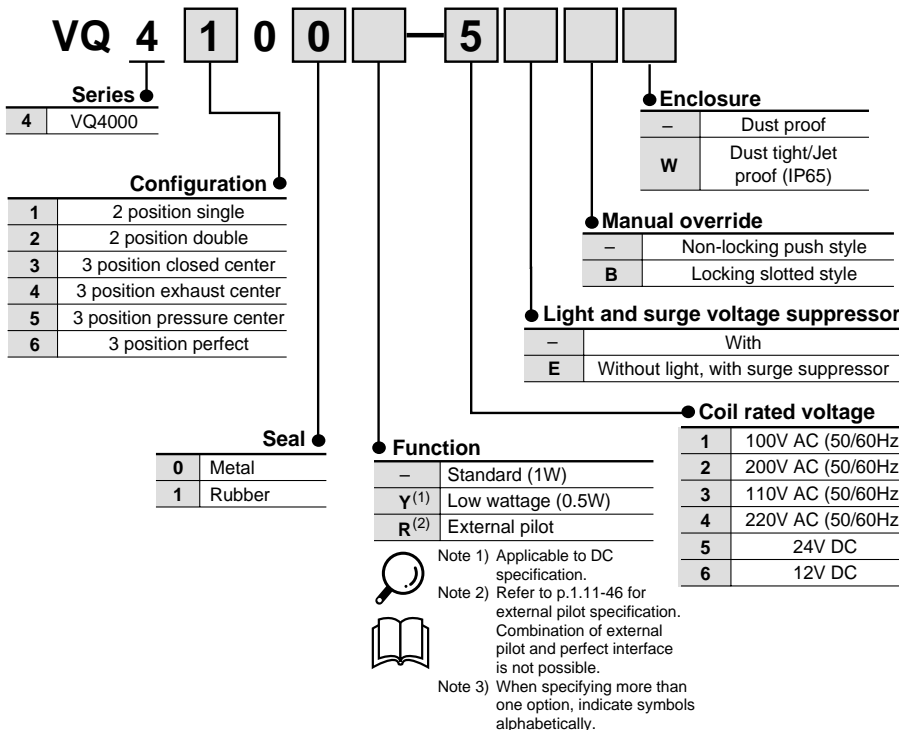 VQ 4 1 0 0 – 5
Series
4 VQ4000
Configuration
1 2 position single
2 2 position double
3 3 position closed center
4 3 position exhaust center
5 3 position pressure center
6 3 position perfect
Seal
0 Metal
1 Rubber
Function
– Standard (1W)
Y(1) Low wattage (0.5W)
R(2) External pilot
Note 1) Applicable to DC
specification.
Note 2) Refer to p.1.11-46 for
external pilot specification.
Combination of external
pilot and perfect interface
is not possible.
Note 3) When specifying more than
one option, indicate symbols
alphabetically.
Enclosure
– Dust proof
W Dust tight/Jet
proof (IP65)
Manual override
– Non-locking push style
B Locking slotted style
Light and surge voltage suppressor
– With
E Without light, with surge suppressor
Coil rated voltage
1 100V AC (50/60Hz
2 200V AC (50/60Hz
3 110V AC (50/60Hz
4 220V AC (50/60Hz
5 24V DC
6 12V DC